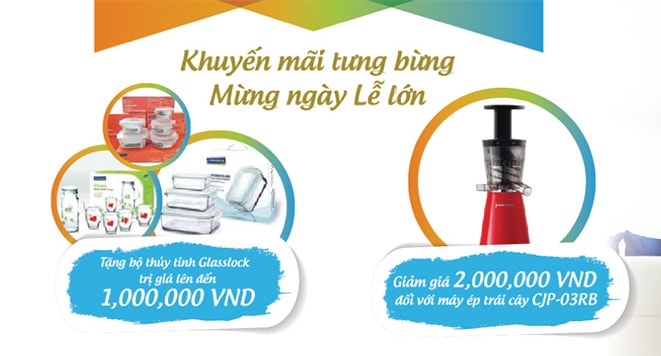 Khuyến mãi tưng bừng
Mừng ngày Lễ lớn
Tặng bộ thủy tinh Glasslock
trị giá lên đến
1,000,000 VND
Giảm giá 2,000,000 VND
đối với máy ép trái cây CJP-03RB